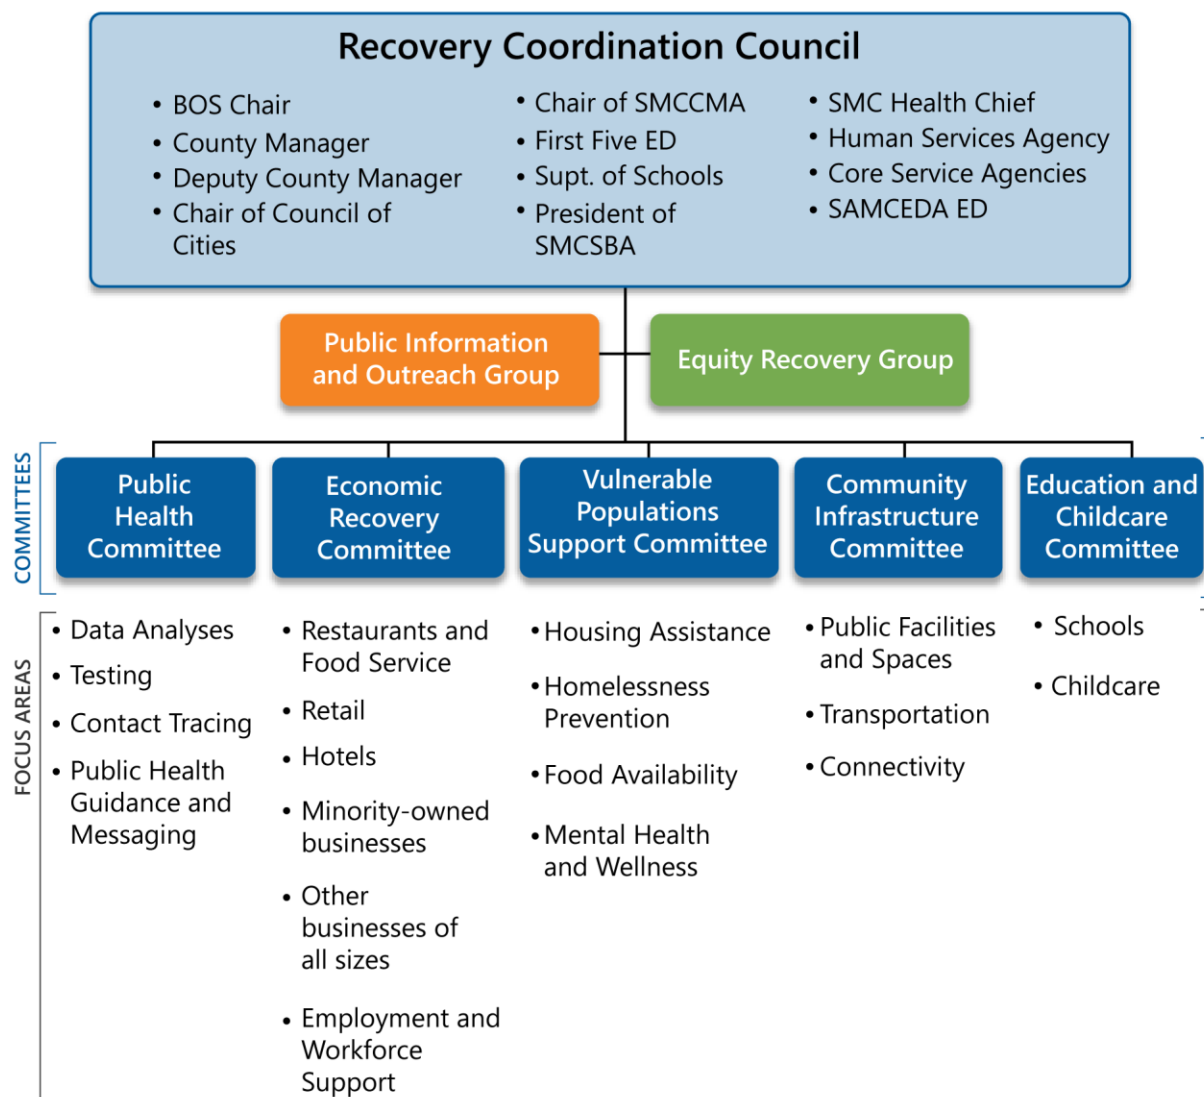 Recovery Coordination Council
• BOS Chair
• County Manager
• Deputy County Manager
• Chair of Council of
Cities
• Chair of SMCCMA
• First Five ED
• Supt. of Schools
• President of
SMCSBA
• SMC Health Chief
• Human Services Agency
• Core Service Agencies
• SAMCEDA ED
Public Information
and Outreach Group
Equity Recovery Group
COMMITTEES
Public
Health
Committee
Economic
Recovery
Committee
Vulnerable
Populations
Support Committee
Community
Infrastructure
Committee
Education and
Childcare
Committee
FOCUS AREAS
• Data Analyses
• Testing
• Contact Tracing
• Public Health
Guidance and
Messaging
• Restaurants and
Food Service
• Retail
• Hotels
• Minority-owned
businesses
• Other
businesses of
all sizes
• Employment and
Workforce
Support
• Housing Assistance
• Homelessness
Prevention
• Food Availability
• Mental Health
and Wellness
• Public Facilities
and Spaces
• Transportation
• Connectivity
• Schools
• Childcare